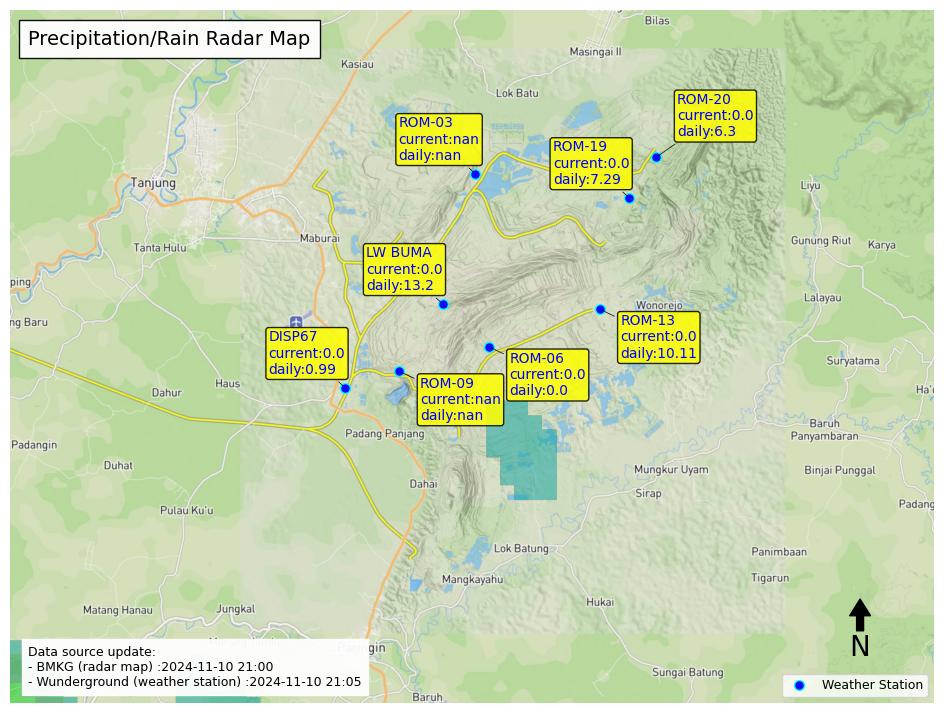 Precipitation/Rain Radar Map
Bilas
Masingai II
Kasiau
Lok Batu
ROM-20
current:0.0
daily:6.3
ROM-03
current:nan
daily:nan
ROM-19
current:0.0
daily:7.29
Tanjung
Liyu
Maburai
Tanta Hulu
Gunung Riut
Karya
LW BUMA
current:0.0
daily:13.2
ping
Lalayau
Wonorejo
ng Baru
ROM-13
current:0.0
daily:10.11
DISP67
current:0.0
daily:0.99
ROM-06
current:0.0
daily:0.0
Suryatama
ROM-09
current:nan
daily:nan
Haus
Dahur
Ha'o
Baruh
Panyambaran
Padang Panjang
Padangin
Duhat
Mungkur Uyam
Binjai Punggal
Dahai
Sirap
Padang
Pulau Ku'u
Lok Batung
Panimbaan
Mangkayahu
Tigarun
Hukai
Matang Hanau
Jungkal
N
Sungai Batung
Baruh
Data source update:
- BMKG (radar map) :2024-11-10 21:00
- Wunderground (weather station) :2024-11-10 21:05
Weather Station